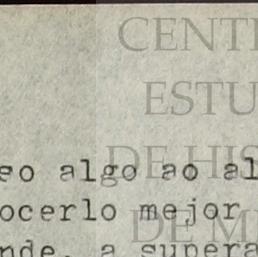 CENT
ESTU
DE HIS
DE M
eo algo ao al
ocerlo mejor
nde, a supera